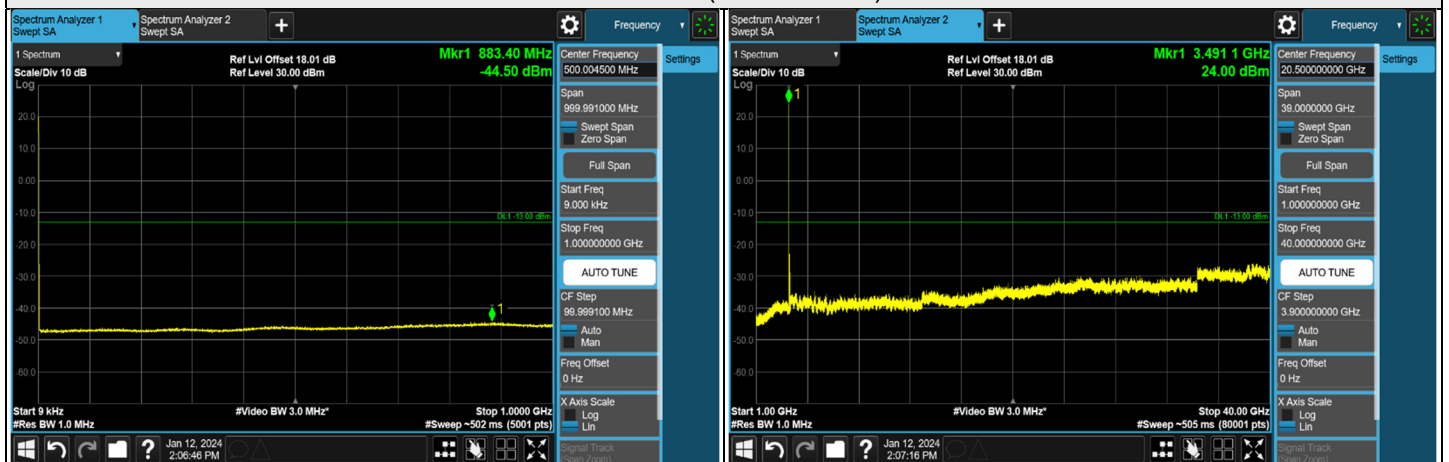 Spectrum Analyzer 1
Swept SA
Spectrum Analyzer 2
Swept SA
Frequency
1 Spectrum
Scale/Div 10 dB
Log
Ref Lvl Offset 18.01 dB
Ref Level 30.00 dBm
Mkr1 883.40 MHz
-44.50 dBm
20.0
10.0
0.00
-10.0
-20.0
-30.0
-40.0
-50.0
-60.0
DL1 -13.00 dBm
1
Start 9 kHz
#Res BW 1.0 MHz
#Video BW 3.0 MHz*
Stop 1.0000 GHz
#Sweep ~502 ms (5001 pts)
Center Frequency
500.004500 MHz
Settings
Span
999.991000 MHz
Swept Span
Zero Span
Full Span
Start Freq
9.000 kHz
Stop Freq
1.000000000 GHz
AUTO TUNE
CF Step
99.999100 MHz
Auto
Man
Freq Offset
0 Hz
X Axis Scale
Log
Lin
Signal Track
(Span Zoom)
?
Jan 12, 2024
2:06:46 PM
Spectrum Analyzer 1
Swept SA
Spectrum Analyzer 2
Swept SA
Frequency
1 Spectrum
Scale/Div 10 dB
Log
Ref Lvl Offset 18.01 dB
Ref Level 30.00 dBm
Mkr1 3.491 1 GHz
24.00 dBm
1
20.0
10.0
0.00
-10.0
-20.0
-30.0
-40.0
-50.0
-60.0
DL1 -13.00 dBm
Start 1.00 GHz
#Res BW 1.0 MHz
#Video BW 3.0 MHz*
Stop 40.00 GHz
#Sweep ~505 ms (80001 pts)
Center Frequency
20.500000000 GHz
Settings
Span
39.0000000 GHz
Swept Span
Zero Span
Full Span
Start Freq
1.000000000 GHz
Stop Freq
40.000000000 GHz
AUTO TUNE
CF Step
3.900000000 GHz
Auto
Man
Freq Offset
0 Hz
X Axis Scale
Log
Lin
Signal Track
(Span Zoom)
?
Jan 12, 2024
2:07:16 PM